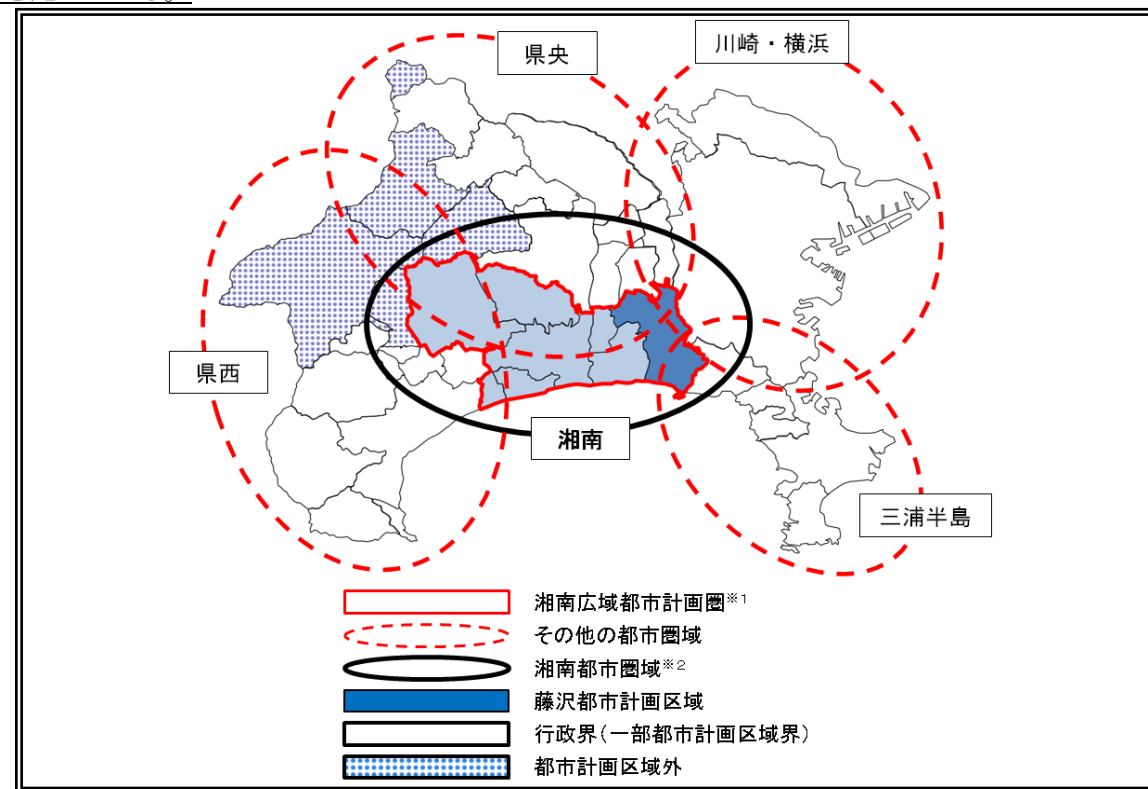 県央
川崎・横浜
県西
湘南
三浦半島
湘南広域都市計画圏※1
その他の都市圏域
湘南都市圏域※2
藤沢都市計画区域
行政界(一部都市計画区域界)
都市計画区域外